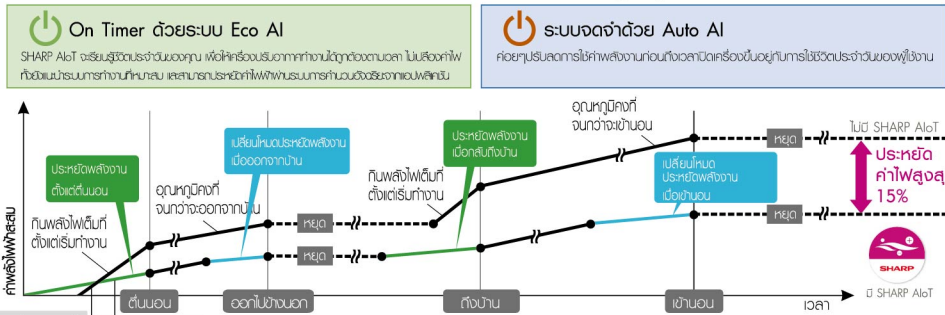 On Timer ด้วยระบบ Eco AI
SHARP AIoT จะเรียนรู้ชีวิตประจำวันของคุณ เพื่อให้เครื่องปรับอากาศทำงานได้ถูกต้องตามเวลา ไม่เปลืองค่าไฟ
ทั้งยังแนะนำระบบการทำงานที่เหมาะสม และสามารถประหยัดค่าไฟฟ้าผ่านระบบการคำนวนอัจฉริยะจากแอปพลิเคชัน
ระบบจดจำด้วย Auto AI
ค่อยๆปรับลดการใช้ค่าพลังงานก่อนถึงเวลาปิดเครื่องขึ้นอยู่กับการใช้ชีวิตประจำวันของผู้ใช้งาน
ค่าพลังไฟฟ้าสะสม
ประหยัดพลังงาน
ตั้งแต่ตื่นนอน
กินพลังไฟเต็มที่
ตั้งแต่เริ่มทำงาน
อุณหภูมิคงที่
จนกว่าจะออกจากบ้าน
เปลี่ยนโหมดประหยัดพลังงาน
เมื่อออกจากบ้าน
หยุด
หยุด
กินพลังไฟเต็มที่
ตั้งแต่เริ่มทำงาน
ประหยัดพลังงาน
เมื่อกลับถึงบ้าน
อุณหภูมิคงที่
จนกว่าจะเข้านอน
เปลี่ยนโหมด
ประหยัดพลังงาน
เมื่อเข้านอน
หยุด
หยุด
ไม่มี SHARP AIoT
ประหยัด
ค่าไฟสูงสุ
15%
SHARP
มี SHARP AIoT
ตื่นนอน
ออกไปข้างนอก
ถึงบ้าน
เข้านอน
เวลา